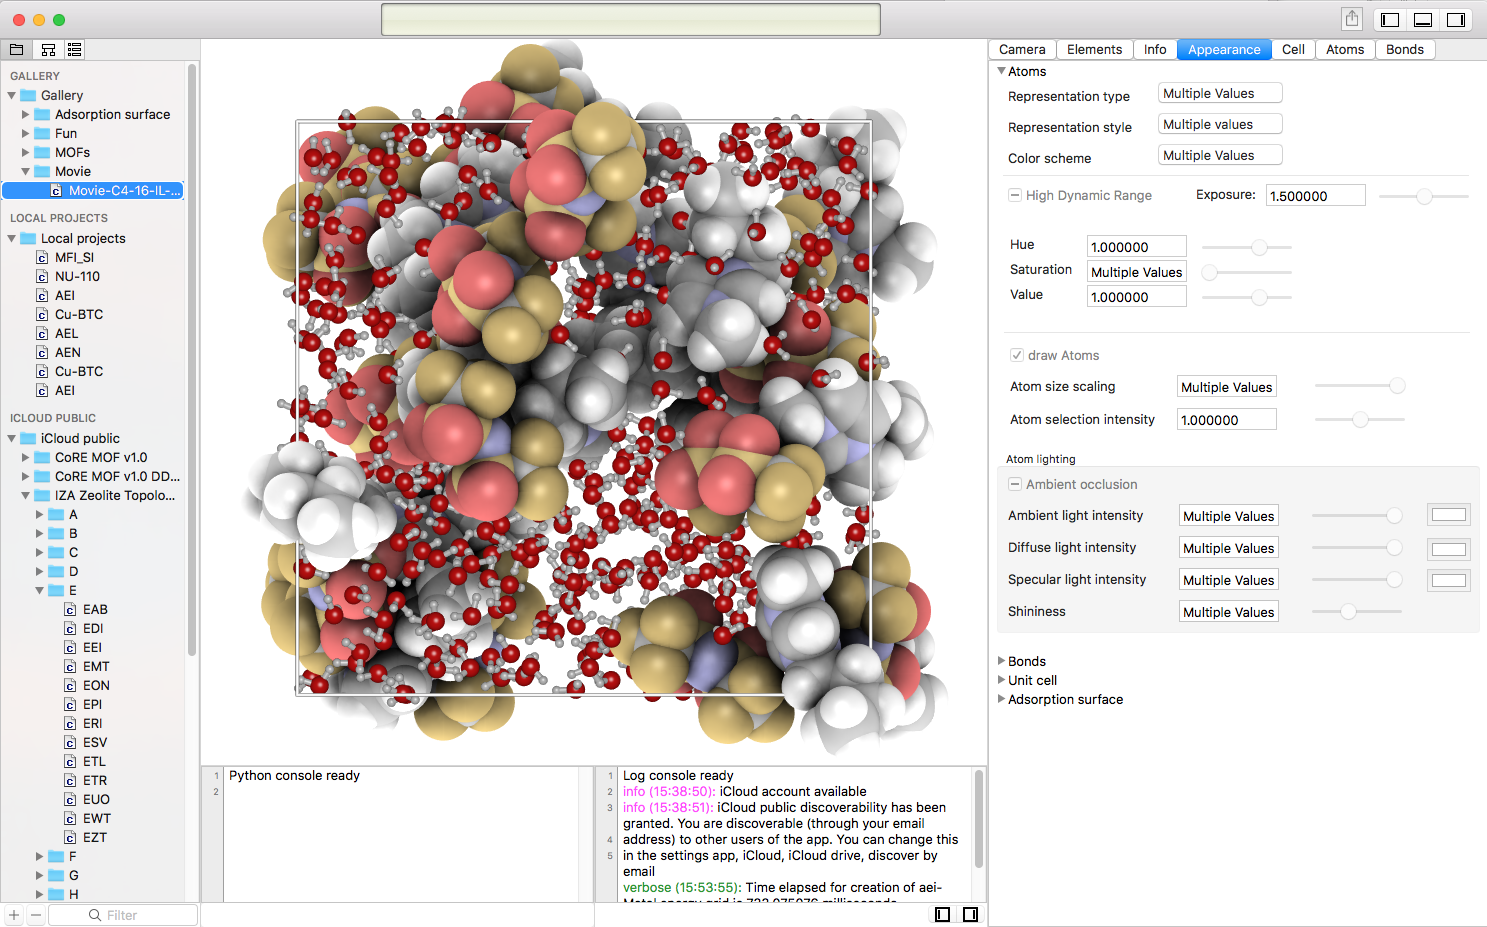 GALLERY
Gallery
Adsorption surface
Fun
MOFs
Movie
Movie-C4-16-IL-...
LOCAL PROJECTS
Local projects
MFI_SI
NU-110
AEI
Cu-BTC
AEL
AEN
Cu-BTC
AEI
ICLOUD PUBLIC
iCloud public
CoRE MOF v1.0
CoRE MOF v1.0 DD...
IZA Zeolite Topolo...
A
B
C
D
E
EAB
EDI
EEI
EMT
EON
EPI
ERI
ESV
ETL
ETR
EUO
EWT
EZT
F
G
H
Filter
1 Python console ready
2
1 Log console ready
2 info (15:38:50): iCloud account available
3 info (15:38:51): iCloud public discoverability has been
granted. You are discoverable (through your email
4 address) to other users of the app. You can change this
5 in the settings app, iCloud, iCloud drive, discover by
email
verbose (15:53:55): Time elapsed for creation of aei-
Camera Elements Info Appearance Cell Atoms Bonds
Atoms
Representation type Multiple Values
Representation style Multiple values
Color scheme Multiple Values
High Dynamic Range Exposure: 1.500000
Hue 1.000000
Saturation Multiple Values
Value 1.000000
draw Atoms
Atom size scaling Multiple Values
Atom selection intensity 1.000000
Atom lighting
Ambient occlusion
Ambient light intensity Multiple Values
Diffuse light intensity Multiple Values
Specular light intensity Multiple Values
Shininess Multiple Values
Bonds
Unit cell
Adsorption surface